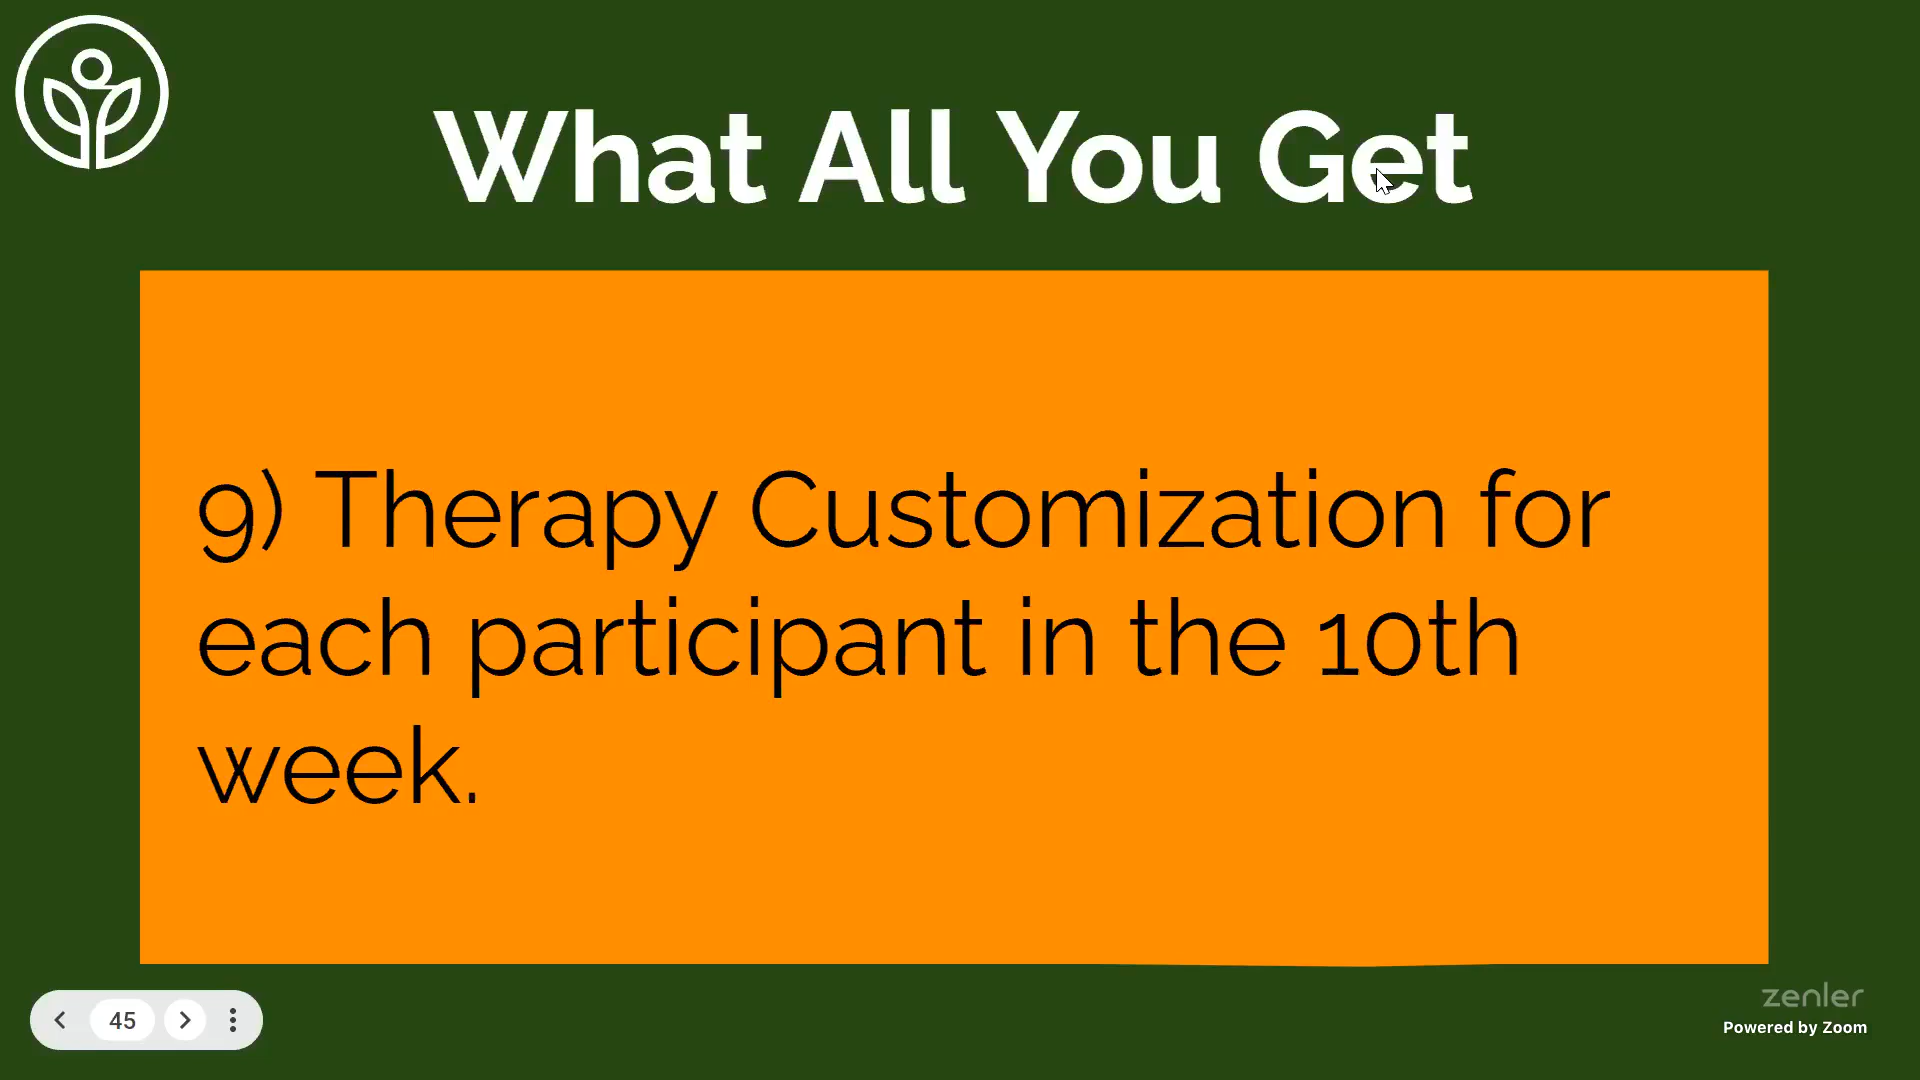 What All You Get
9) Therapy Customization for
each participant in the 10th
week.
45
zenler
Powered by Zoom